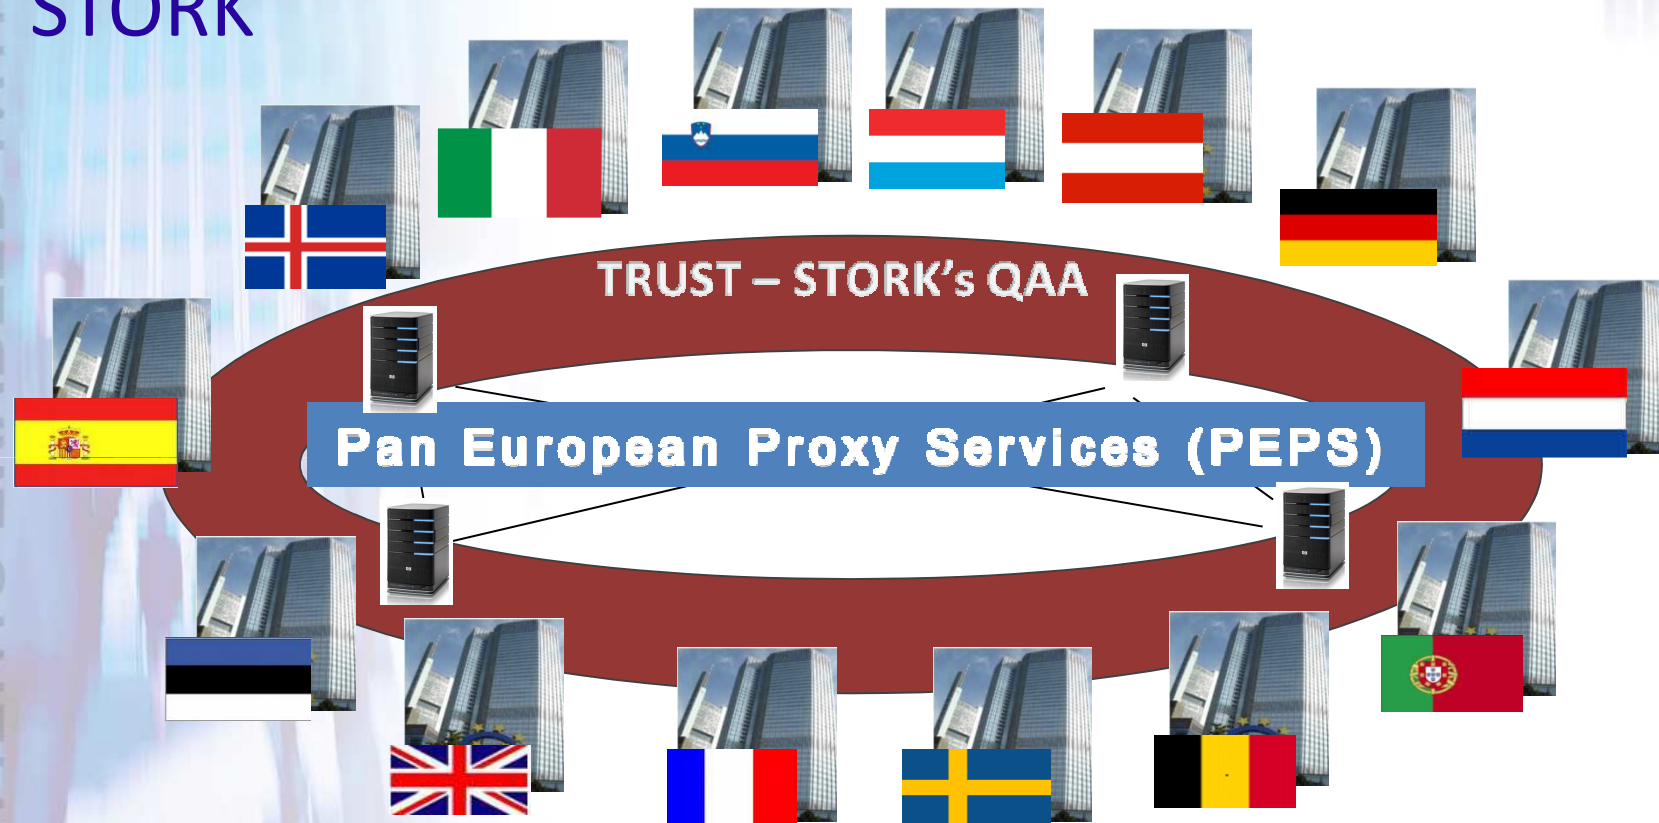 STORK
TRUST – STORK's QAA
Pan European Proxy Services (PEPS)